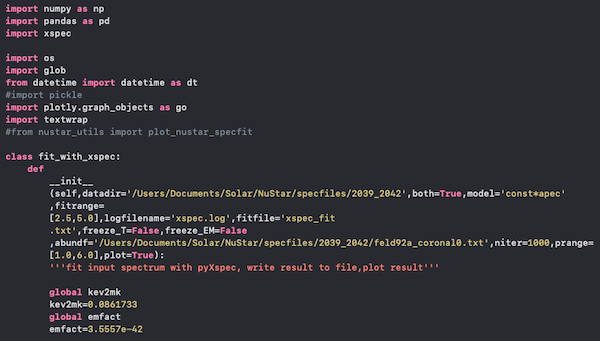 import numpy as np
import pandas as pd
import xspec
import os
import glob
from datetime import datetime as dt
#import pickle
import plotly.graph_objects as go
import textwrap
#from nustar_utils import plot_nustar_specfit
class fit_with_xspec:
def
__init__
(self,datadir='/Users/Documents/Solar/NuStar/specfiles/2039_2042',both=True,model='const*apec'
,fitrange=
[2.5,5.0],logfilename='xspec.log',fitfile='xspec_fit
.txt',freeze_T=False,freeze_EM=False
,abundf='/Users/Documents/Solar/NuStar/specfiles/2039_2042/feld92a_coronal0.txt',niter=1000,prange=
[1.0,6.0],plot=True):
'''fit input spectrum with pyXspec, write result to file,plot result'''
global kev2mk
kev2mk=0.0861733
global emfact
emfact=3.5557e-42